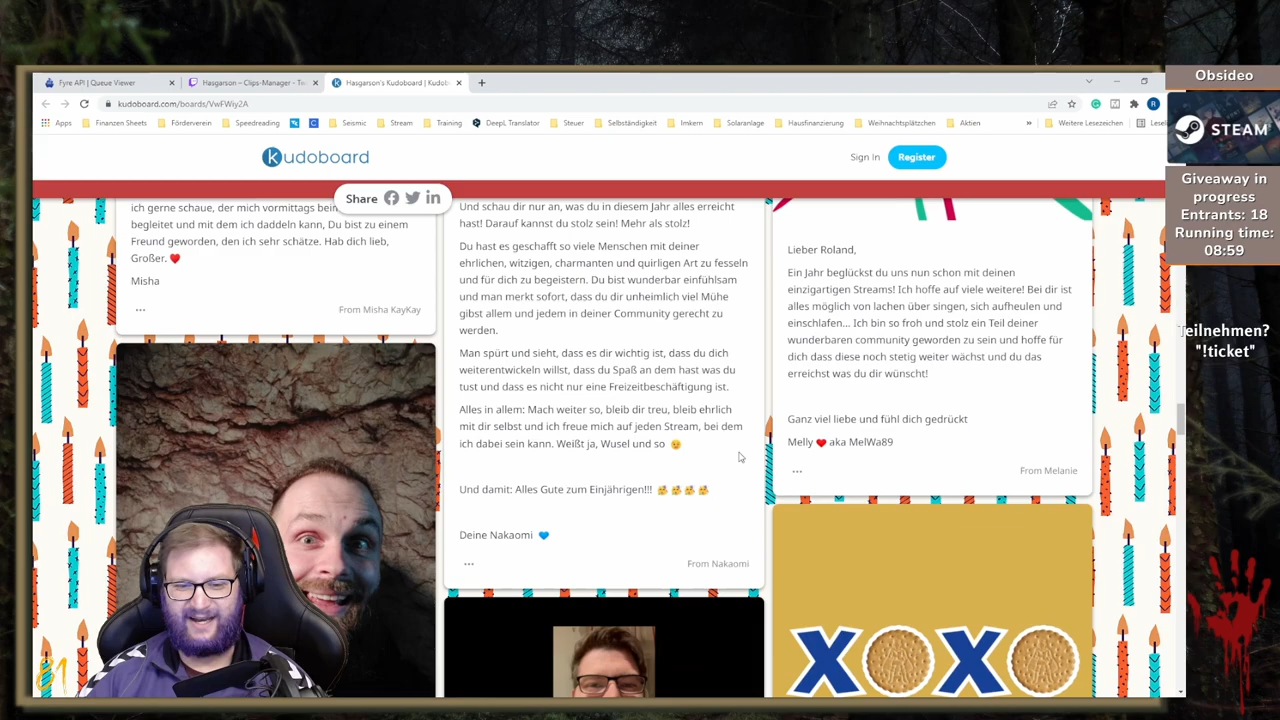 Fyre API | Queue Viewer
Hasgarson – Clips-Manager - Tw
Hasgarson's Kudoboard | Kudob
kudoboard.com/boards/VwFWiy2A
Apps
Finanzen Sheets
Förderverein
Speedreading
Seismic
Stream
Training
DeepL Translator
Steuer
Selbständigkeit
Imkern
Solaranlage
Hausfinanzierung
Weihnachtsplätzchen
Aktien
»
Weitere Lesezeichen
Lesel
kudoboard
Sign In
Register
Share
ich gerne schaue, der mich vormittags bei
begleitet und mit dem ich daddeln kann, Du bist zu einem
Freund geworden, den ich sehr schätze. Hab dich lieb,
Großer. ❤️
Misha
...
From Misha KayKay
Und schau dir nur an, was du in diesem Jahr alles erreicht
hast! Darauf kannst du stolz sein! Mehr als stolz!
Du hast es geschafft so viele Menschen mit deiner
ehrlichen, witzigen, charmanten und quirligen Art zu fesseln
und für dich zu begeistern. Du bist wunderbar einfühlsam
und man merkt sofort, dass du dir unheimlich viel Mühe
gibst allem und jedem in deiner Community gerecht zu
werden.
Man spürt und sieht, dass es dir wichtig ist, dass du dich
weiterentwickeln willst, dass du Spaß an dem hast was du
tust und dass es nicht nur eine Freizeitbeschäftigung ist.
Alles in allem: Mach weiter so, bleib dir treu, bleib ehrlich
mit dir selbst und ich freue mich auf jeden Stream, bei dem
ich dabei sein kann. Weißt ja, Wusel und so 😉
Und damit: Alles Gute zum Einjährigen!!! 🥳 🥳 🥳 🥳
Deine Nakaomi 💙
...
From Nakaomi
Lieber Roland,
Ein Jahr beglückst du uns nun schon mit deinen
einzigartigen Streams! Ich hoffe auf viele weitere! Bei dir ist
alles möglich von lachen über singen, sich aufheulen und
einschlafen... Ich bin so froh und stolz ein Teil deiner
wunderbaren community geworden zu sein und hoffe für
dich dass diese noch stetig weiter wächst und du das
erreichst was du dir wünscht!
Ganz viel liebe und fühl dich gedrückt
Melly ❤️ aka MelWa89
...
From Melanie
XOXO
Obsideo
STEAM
Giveaway in
progress
Entrants: 18
Running time:
08:59
Teilnehmen?
"!ticket"